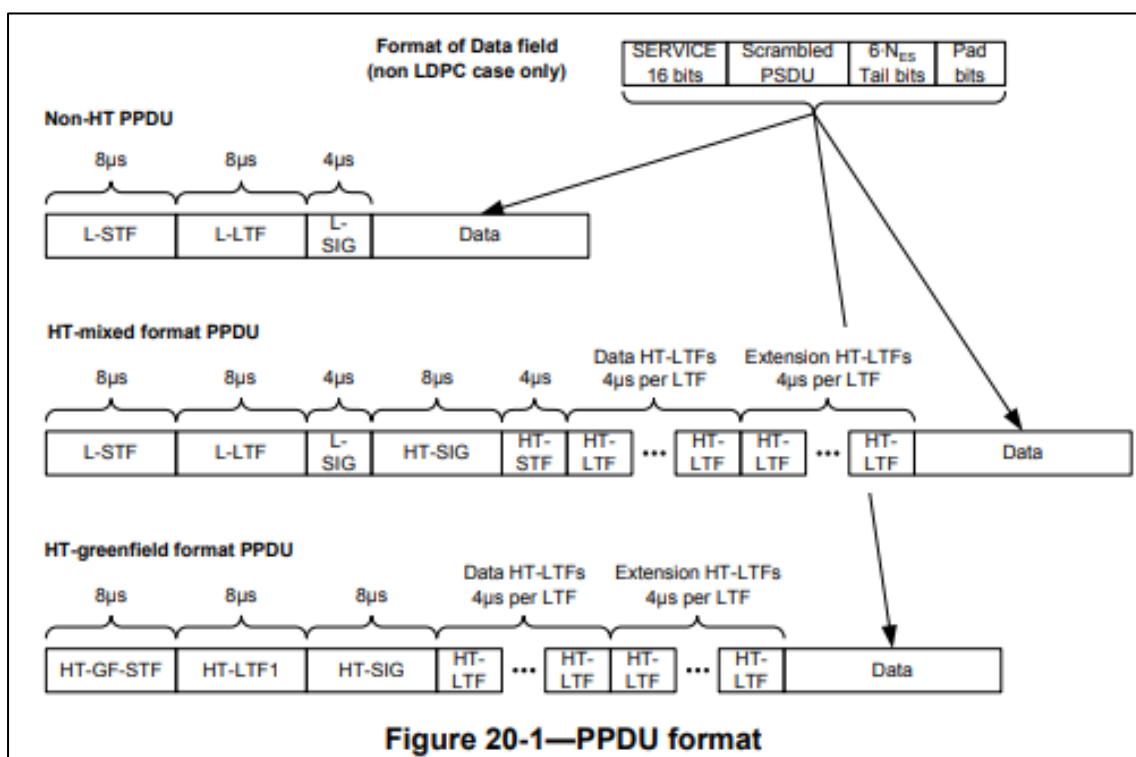 Format of Data field
(non LDPC case only)
SERVICE
16 bits
Scrambled
PSDU
6·N_ES
Tail bits
Pad
bits
Non-HT PPDU
8µs
8µs
4µs
L-STF
L-LTF
L-
SIG
Data
HT-mixed format PPDU
Data HT-LTFs
4µs per LTF
Extension HT-LTFs
4µs per LTF
8µs
8µs
4µs
8µs
4µs
L-STF
L-LTF
L-
SIG
HT-SIG
HT-
STF
HT-
LTF
•••
HT-
LTF
HT-
LTF
•••
HT-
LTF
Data
HT-greenfield format PPDU
Data HT-LTFs
4µs per LTF
Extension HT-LTFs
4µs per LTF
8µs
8µs
8µs
HT-GF-STF
HT-LTF1
HT-SIG
HT-
LTF
•••
HT-
LTF
HT-
LTF
•••
HT-
LTF
Data
Figure 20-1—PPDU format